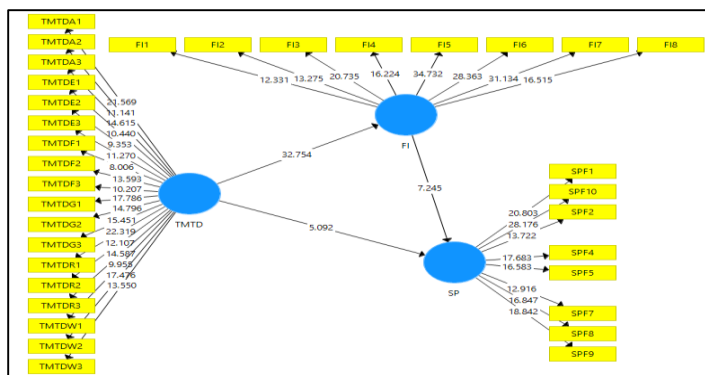 TMTDA1
TMTDA2
TMTDA3
TMTDE1
TMTDE2
TMTDE3
TMTDF1
TMTDF2
TMTDF3
TMTDG1
TMTDG2
TMTDG3
TMTDR1
TMTDR2
TMTDR3
TMTDW1
TMTDW2
TMTDW3
21.569
11.141
14.615
10.440
9.353
11.270
8.006
13.593
10.207
17.786
14.796
15.451
22.319
12.107
14.587
9.955
17.476
13.550
TMTD
FI1
FI2
FI3
FI4
FI5
FI6
FI7
FI8
12.331
13.275
20.735
16.224
34.732
28.363
31.134
16.515
FI
32.754
7.245
5.092
SP
20.803
28.176
13.722
17.683
16.583
12.916
16.847
18.842
SPF1
SPF10
SPF2
SPF4
SPF5
SPF7
SPF8
SPF9